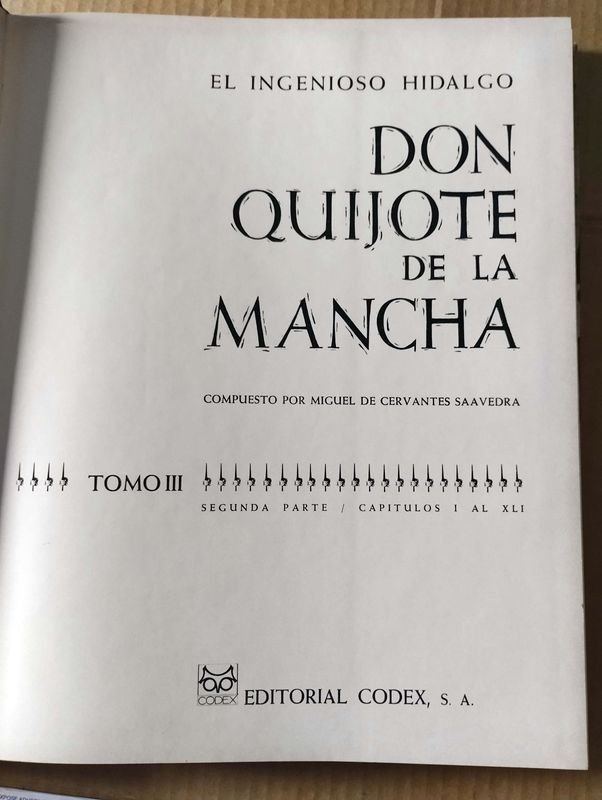 EL INGENIOSO HIDALGO
DON
QUIJOTE
DE LA
MANCHA
COMPUESTO POR MIGUEL DE CERVANTES SAAVEDRA
TOMO III
SEGUNDA PARTE / CAPITULOS I AL XLI
CODEX
EDITORIAL CODEX, S. A.